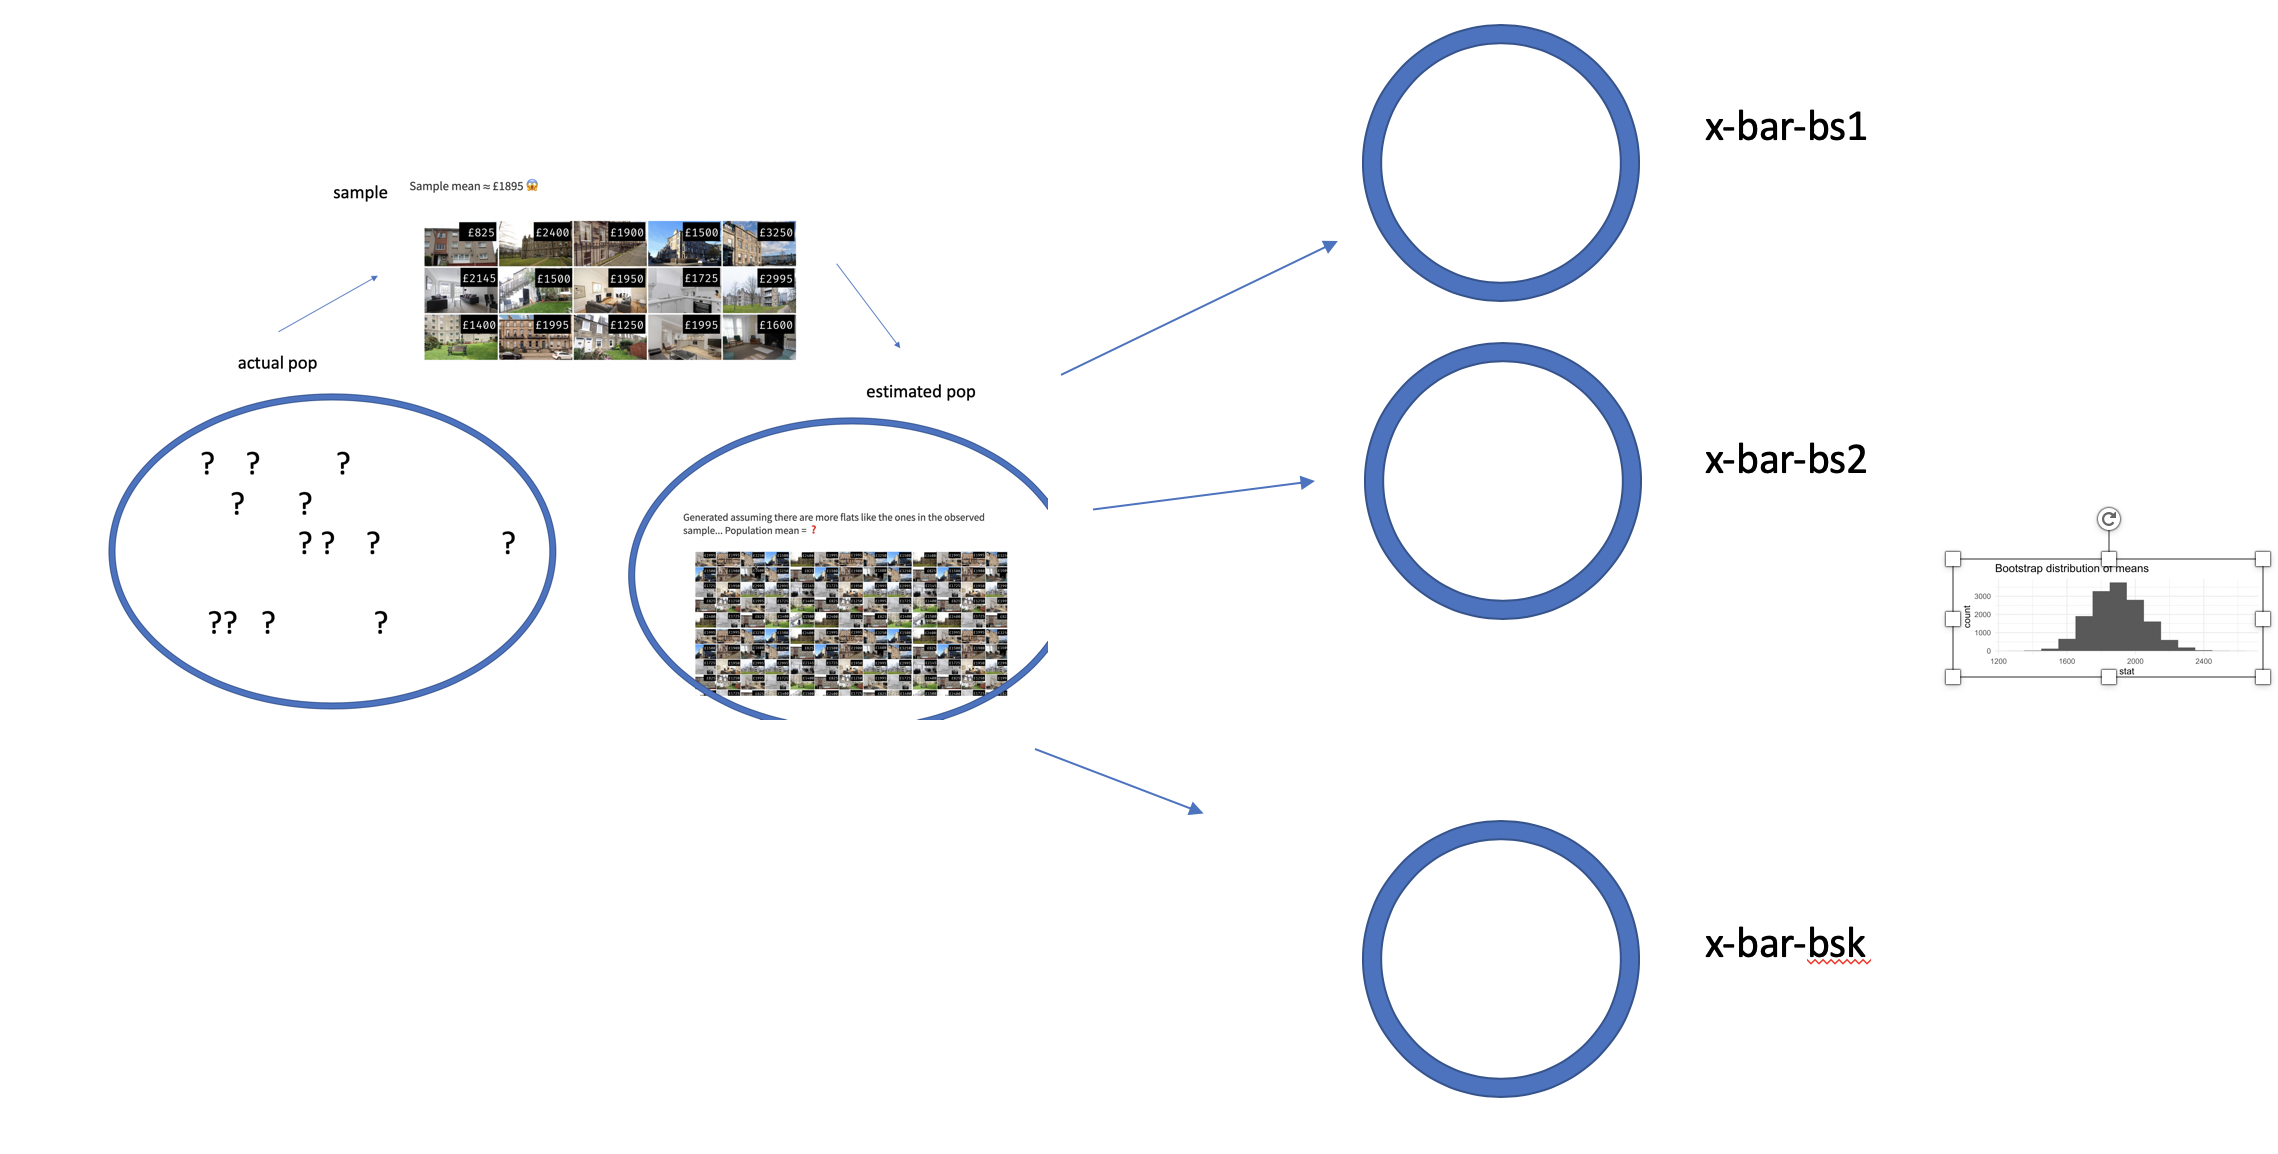 x-bar-bs1
sample
Sample mean ≈ £1895 😱
£825 £2400 £1900 £1500 £3250
£2145 £1500 £1950 £1725 £2995
£1400 £1995 £1250 £1995 £1600
actual pop
estimated pop
? ? ?
? ?
? ? ? ?
?? ? ?
Generated assuming there are more flats like the ones in the observed
sample... Population mean = ?
x-bar-bs2
Bootstrap distribution of means
count
3000
2000
1000
0
1200 1600 2000 2400
stat
x-bar-bsk